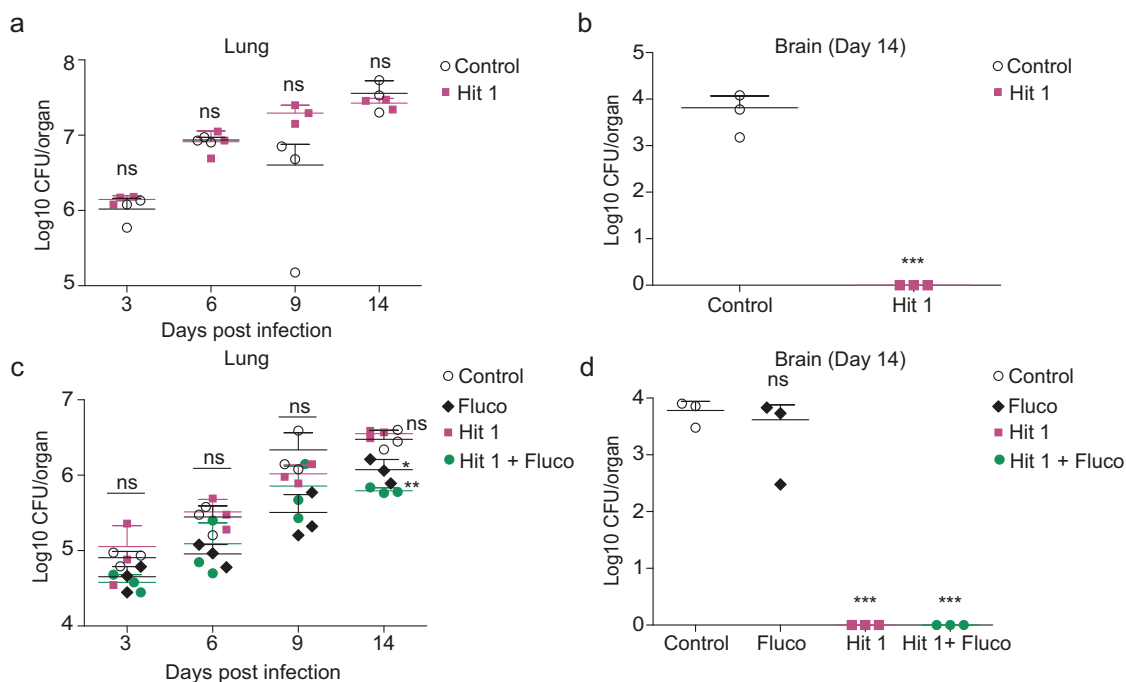 a
Lung
Control
Hit 1
Log10 CFU/organ
8
7
6
5
ns
ns
ns
ns
3
6
9
14
Days post infection
b
Brain (Day 14)
Control
Hit 1
Log10 CFU/organ
5
4
3
2
1
0
***
Control
Hit 1
c
Lung
Control
Fluco
Hit 1
Hit 1 + Fluco
Log10 CFU/organ
7
6
5
4
ns
ns
ns
ns
*
**
3
6
9
14
Days post infection
d
Brain (Day 14)
Control
Fluco
Hit 1
Hit 1 + Fluco
Log10 CFU/organ
4
3
2
1
0
ns
***
***
Control
Fluco
Hit 1
Hit 1+ Fluco